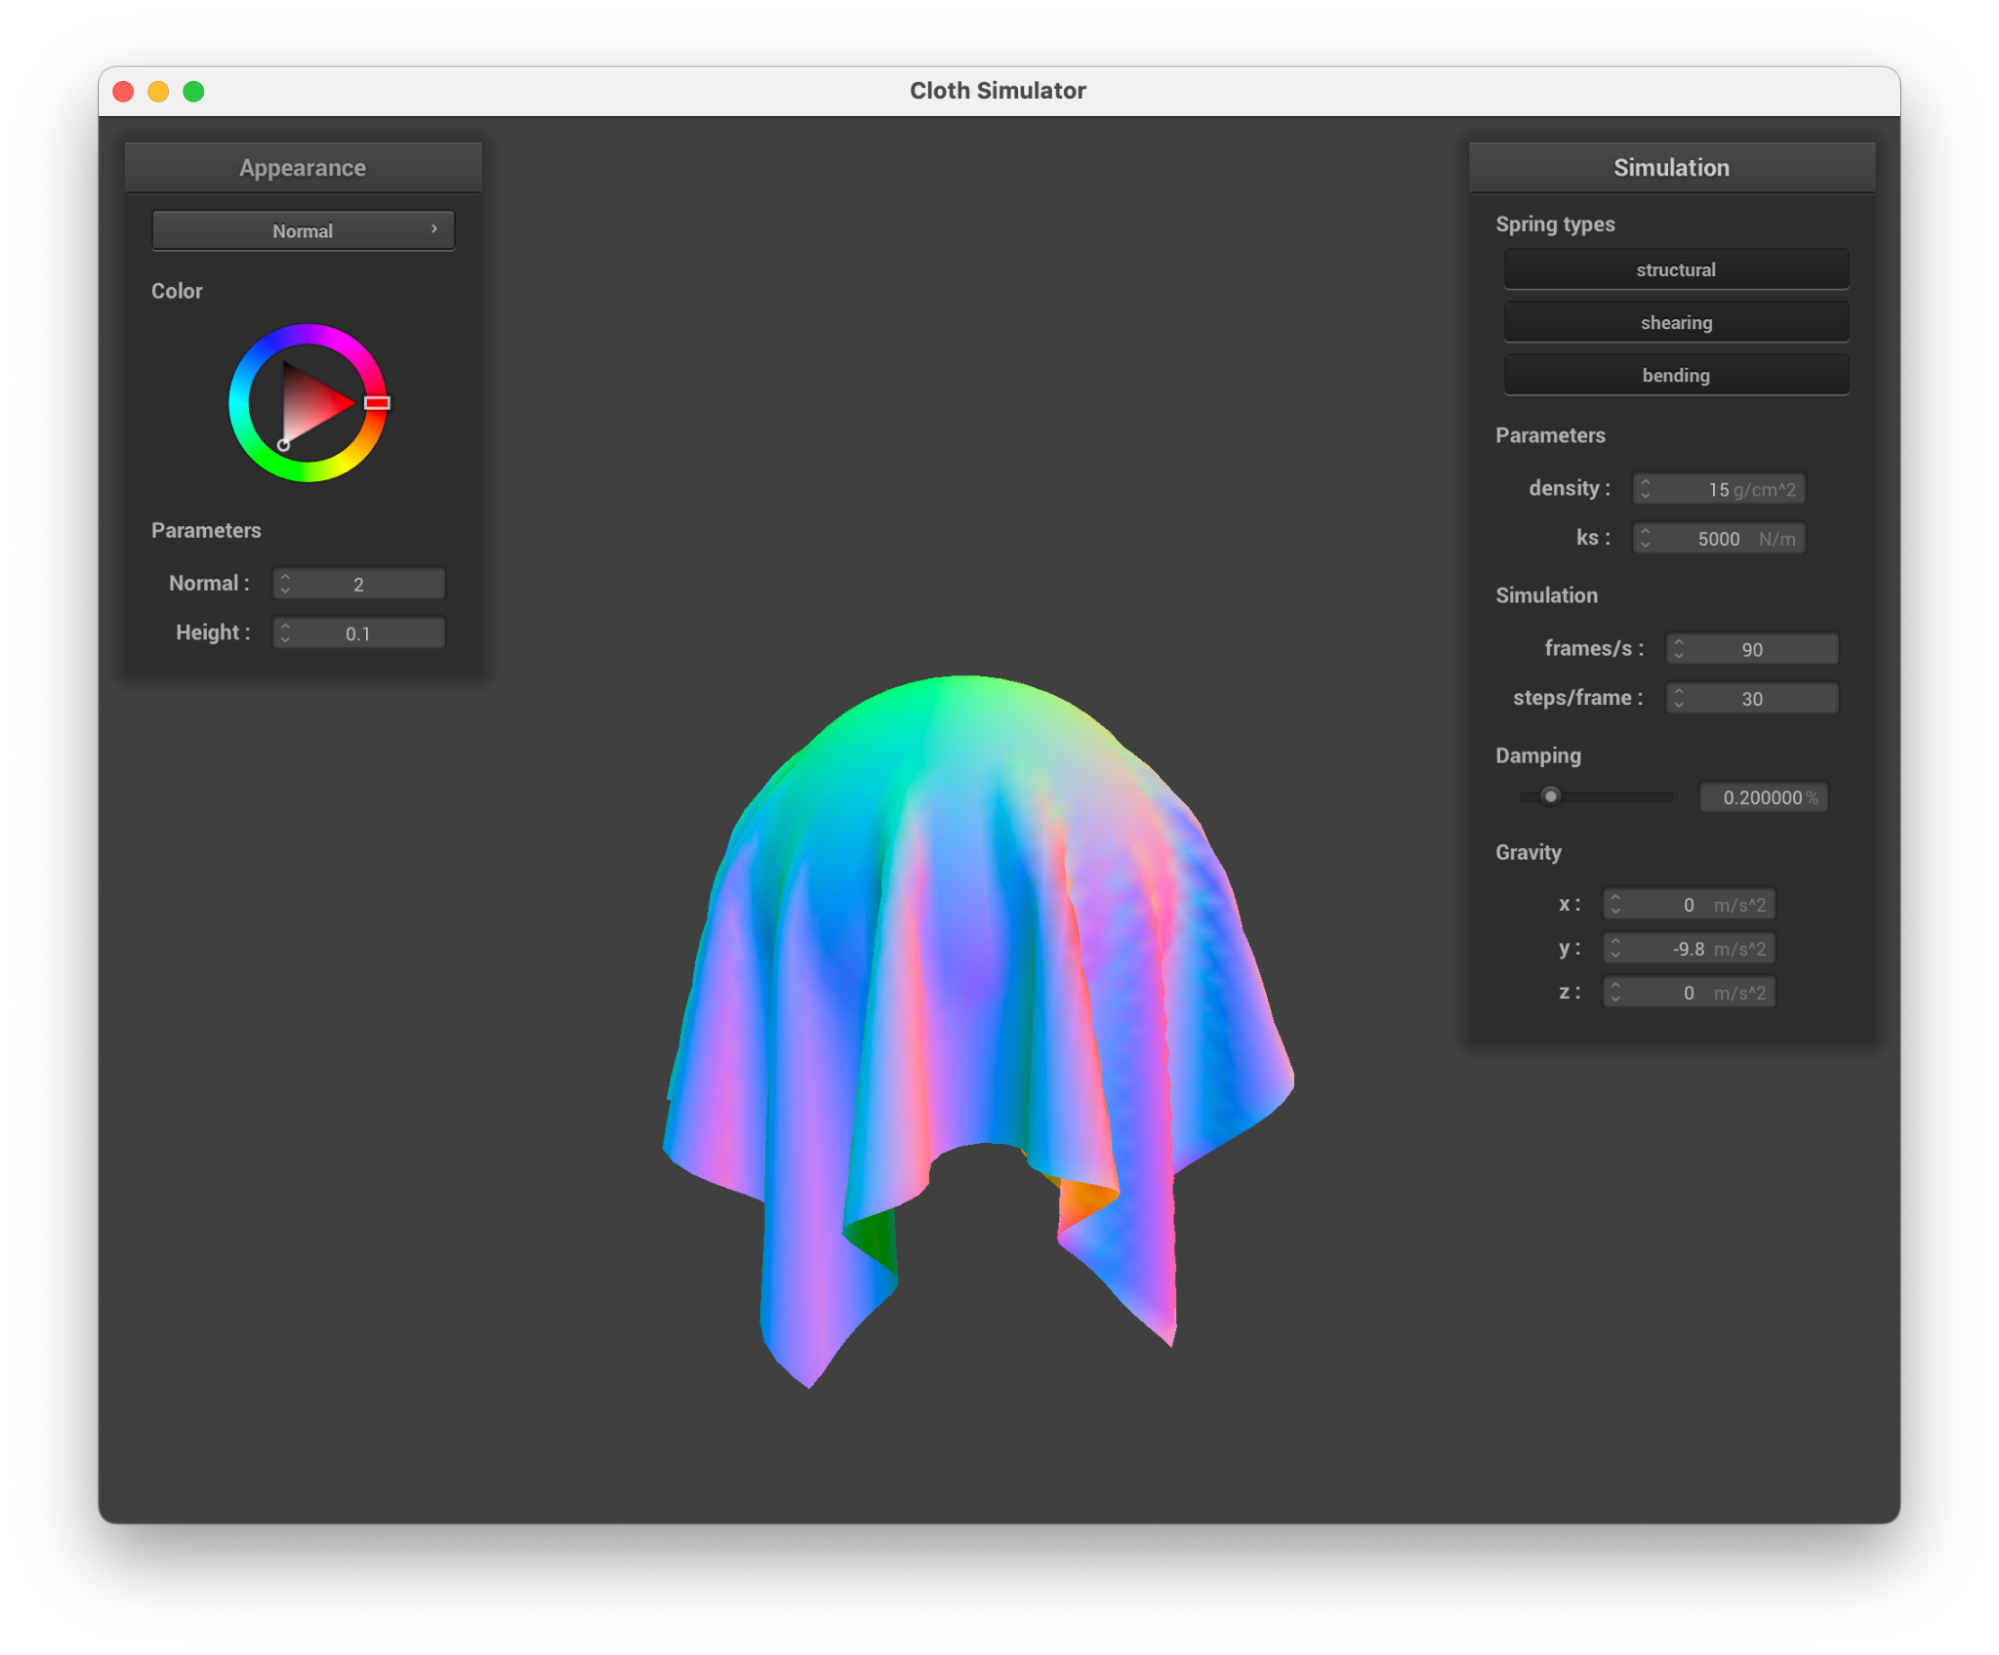 Cloth Simulator
Appearance
Normal
Color
Parameters
Normal : 2
Height : 0.1
Simulation
Spring types
structural
shearing
bending
Parameters
density : 15 g/cm^2
ks : 5000 N/m
Simulation
frames/s : 90
steps/frame : 30
Damping
0.200000 %
Gravity
x : 0 m/s^2
y : -9.8 m/s^2
z : 0 m/s^2